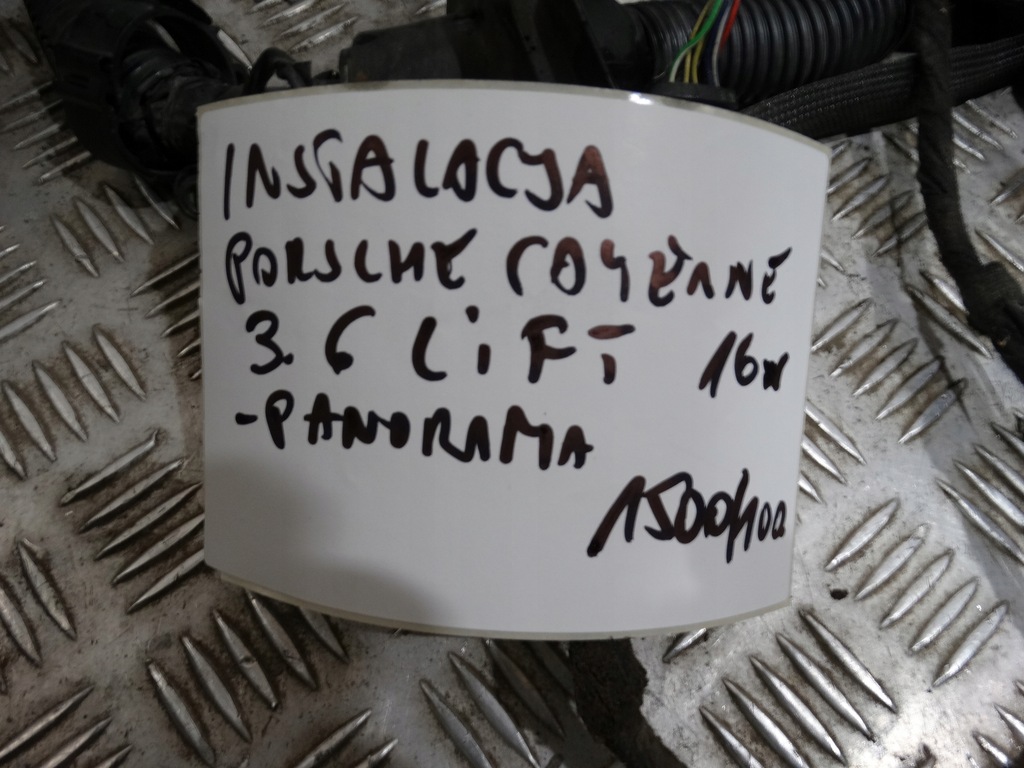 INSTALACJA
PORSCHE CAYENNE
3.6 LiFT 16r
-PANORAMA
1500/100